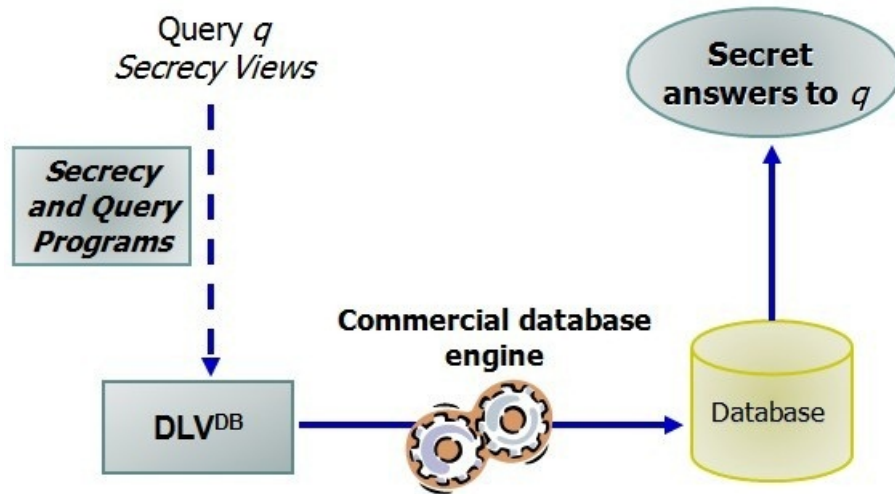 Query q
Secrecy Views
Secret
answers to q
Secrecy
and Query
Programs
Commercial database
engine
DLVDB
Database